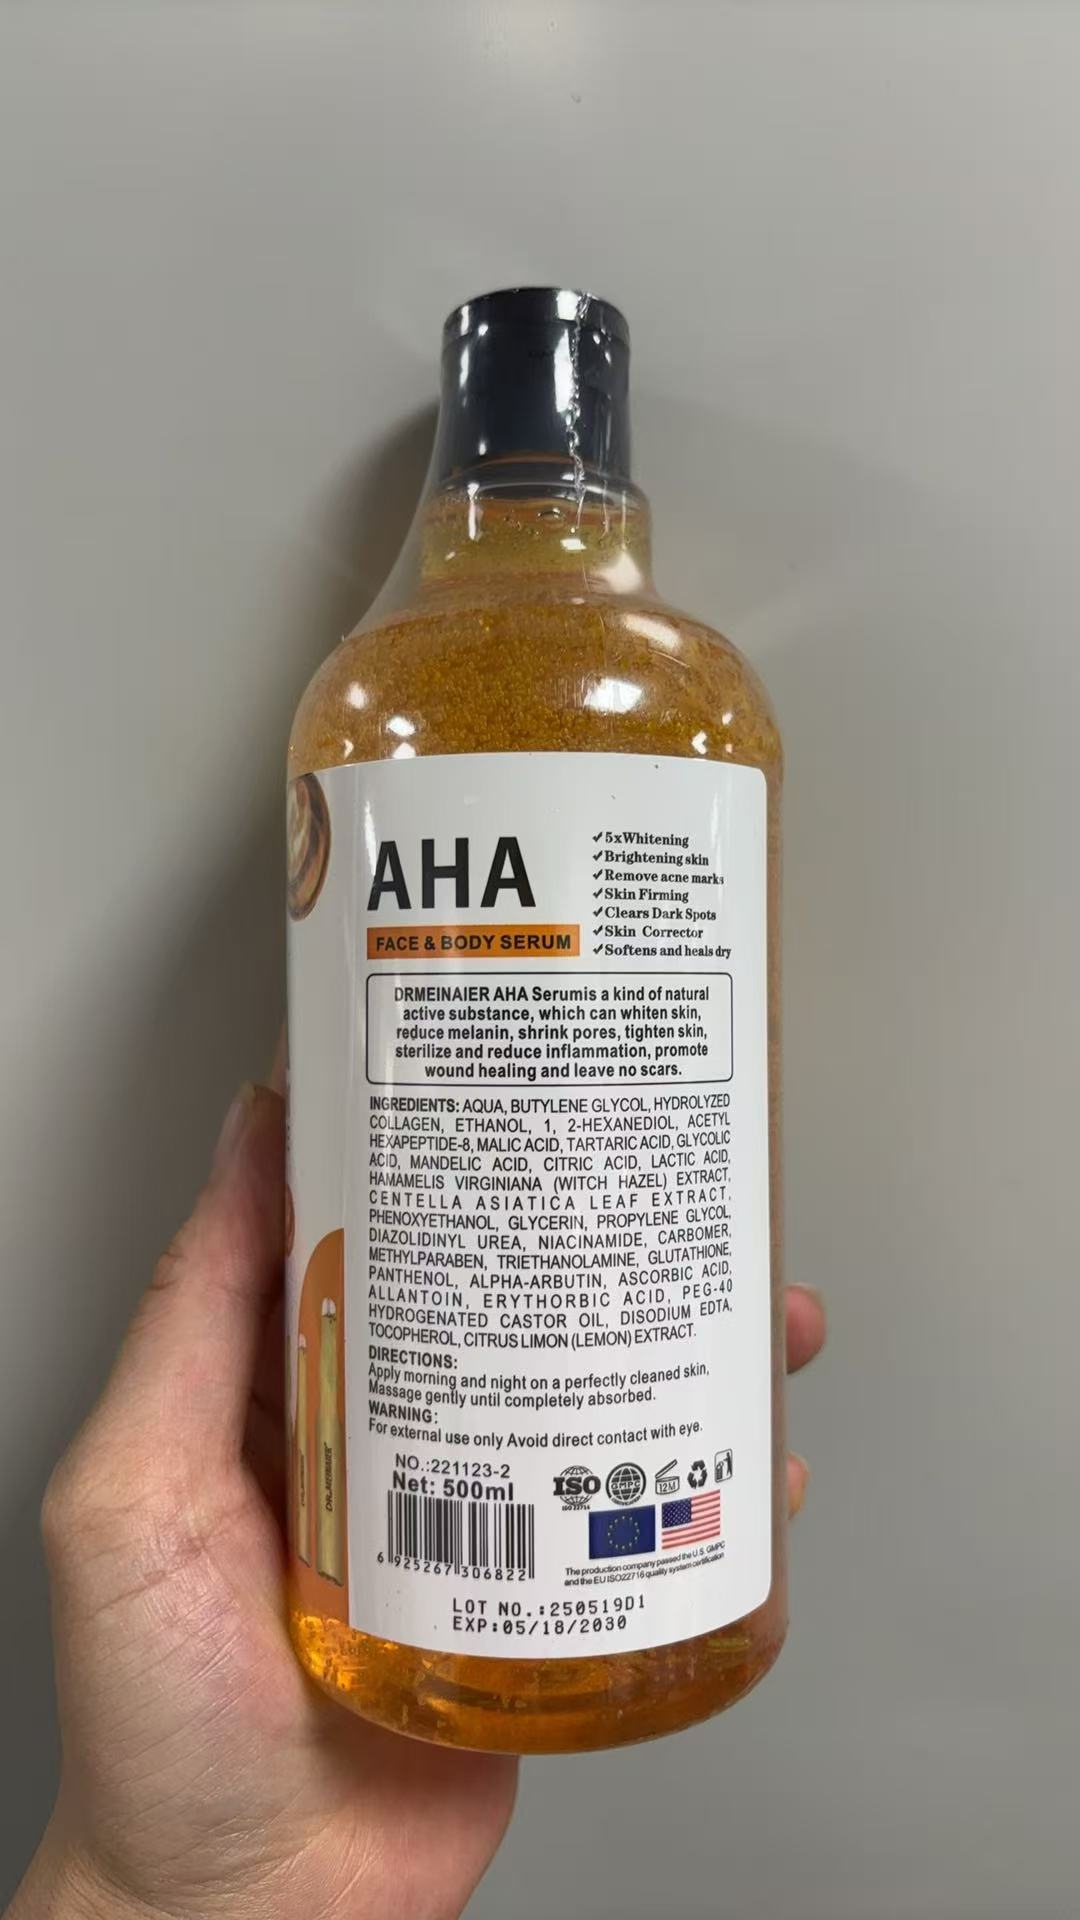 AHA
FACE & BODY SERUM
✓5xWhitening
✓Brightening skin
✓Remove acne marks
✓Skin Firming
✓Clears Dark Spots
✓Skin Corrector
✓Softens and heals dry
DRMEINAIER AHA Serumis a kind of natural
active substance, which can whiten skin,
reduce melanin, shrink pores, tighten skin,
sterilize and reduce inflammation, promote
wound healing and leave no scars.
INGREDIENTS: AQUA, BUTYLENE GLYCOL, HYDROLYZED
COLLAGEN, ETHANOL, 1, 2-HEXANEDIOL, ACETYL
HEXAPEPTIDE-8, MALIC ACID, TARTARIC ACID, GLYCOLIC
ACID, MANDELIC ACID, CITRIC ACID, LACTIC ACID,
HAMAMELIS VIRGINIANA (WITCH HAZEL) EXTRACT,
CENTELLA ASIATICA LEAF EXTRACT,
PHENOXYETHANOL, GLYCERIN, PROPYLENE GLYCOL,
DIAZOLIDINYL UREA, NIACINAMIDE, CARBOMER,
METHYLPARABEN, TRIETHANOLAMINE, GLUTATHIONE,
PANTHENOL, ALPHA-ARBUTIN, ASCORBIC ACID,
ALLANTOIN, ERYTHORBIC ACID, PEG-40
HYDROGENATED CASTOR OIL, DISODIUM EDTA,
TOCOPHEROL, CITRUS LIMON (LEMON) EXTRACT.
DIRECTIONS:
Apply morning and night on a perfectly cleaned skin,
Massage gently until completely absorbed.
WARNING:
For external use only Avoid direct contact with eye.
NO.:221123-2
Net: 500ml
6 925267 306822
ISO
ISO 22716
GMPC
CERTIFICATION
12M
The production company passed the U.S. GMPC
and the EU ISO22716 quality system certification
LOT NO.:250519D1
EXP:05/18/2030
DR.MEINAIER